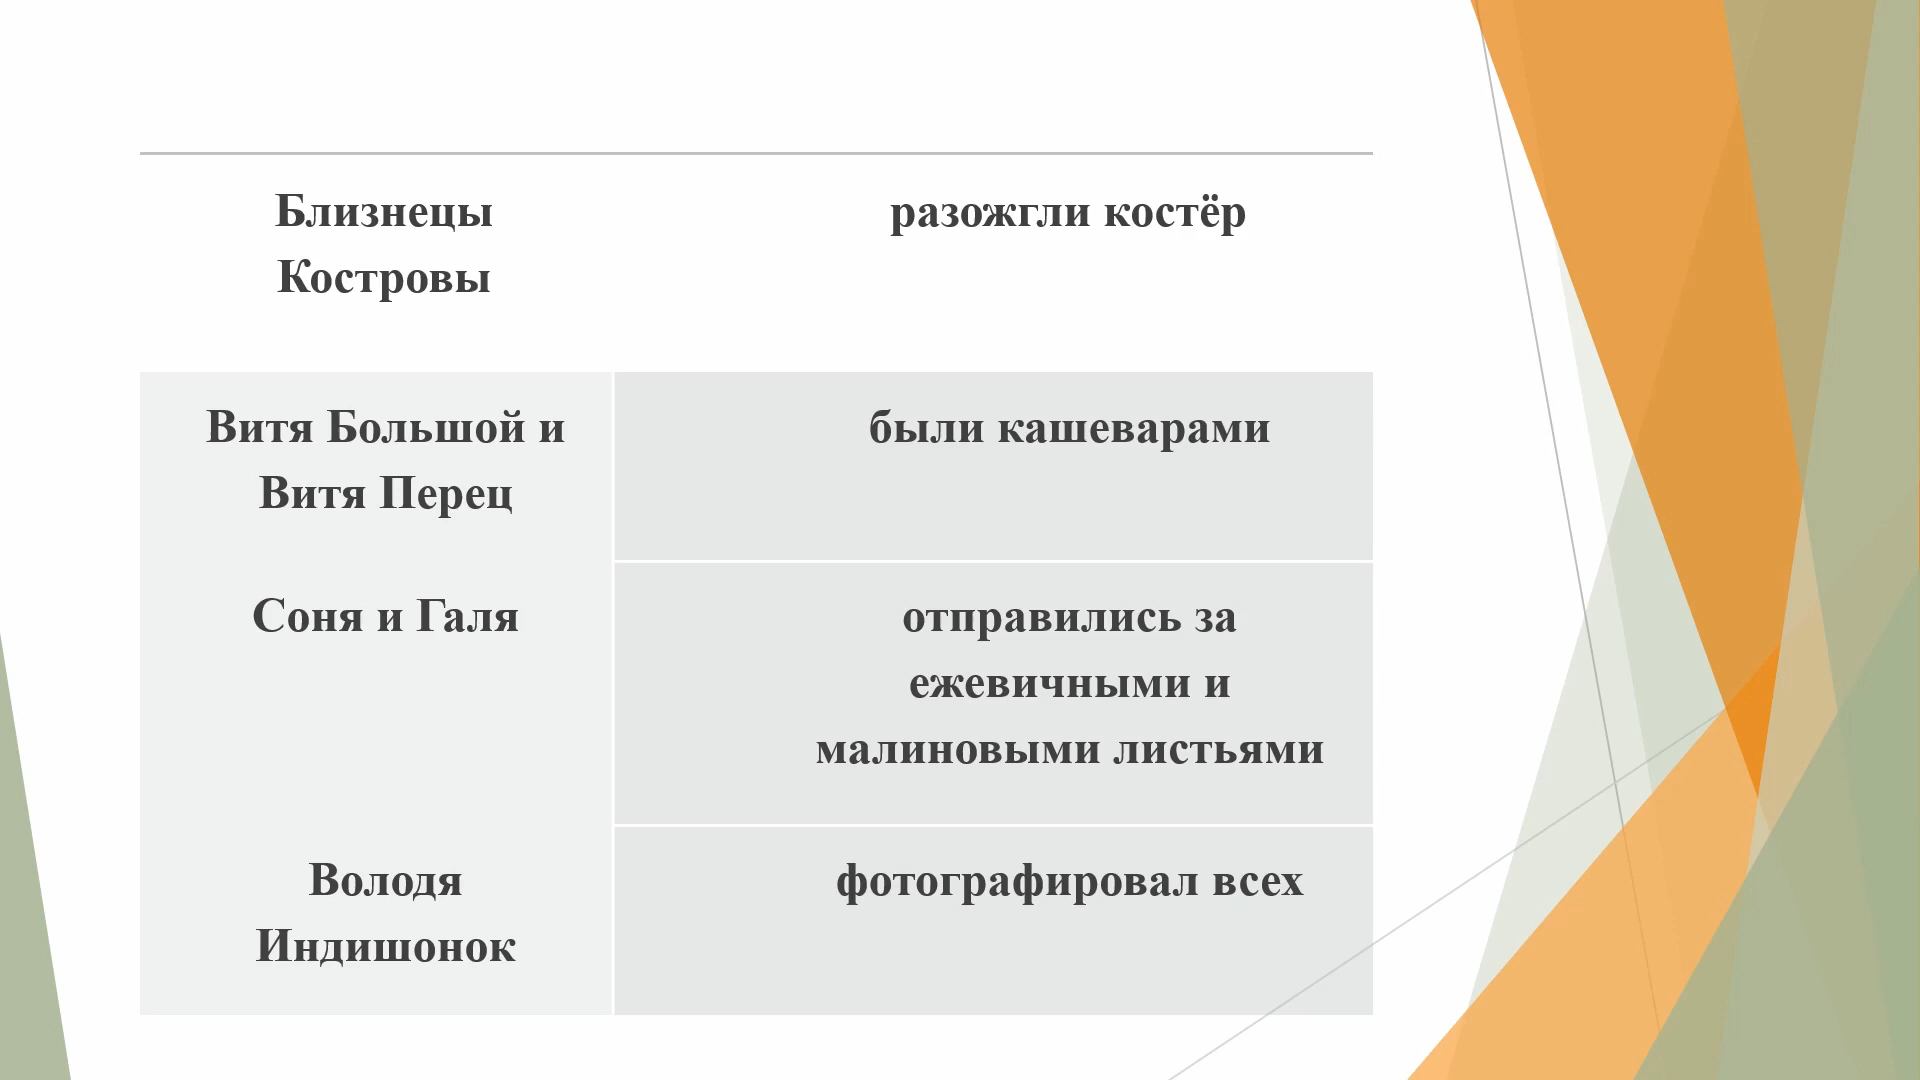 Близнецы
Костровы
разожгли костёр
Витя Большой и
Витя Перец
были кашеварами
Соня и Галя
отправились за
ежевичными и
малиновыми листьями
Володя
Индишонок
фотографировал всех